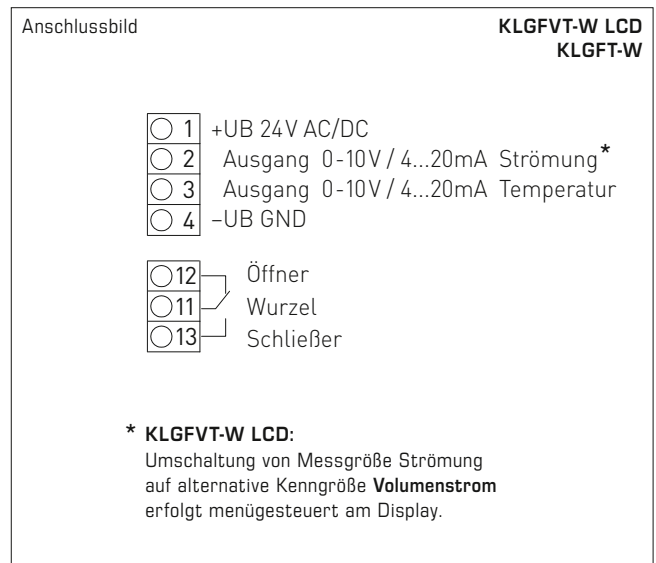 Anschlussbild KLGFVT-W LCD
KLGFT-W
1 +UB 24V AC/DC
2 Ausgang 0-10V / 4...20mA Strömung*
3 Ausgang 0-10V / 4...20mA Temperatur
4 –UB GND
12 Öffner
11 Wurzel
13 Schließer
* KLGFVT-W LCD:
Umschaltung von Messgröße Strömung
auf alternative Kenngröße Volumenstrom
erfolgt menügesteuert am Display.